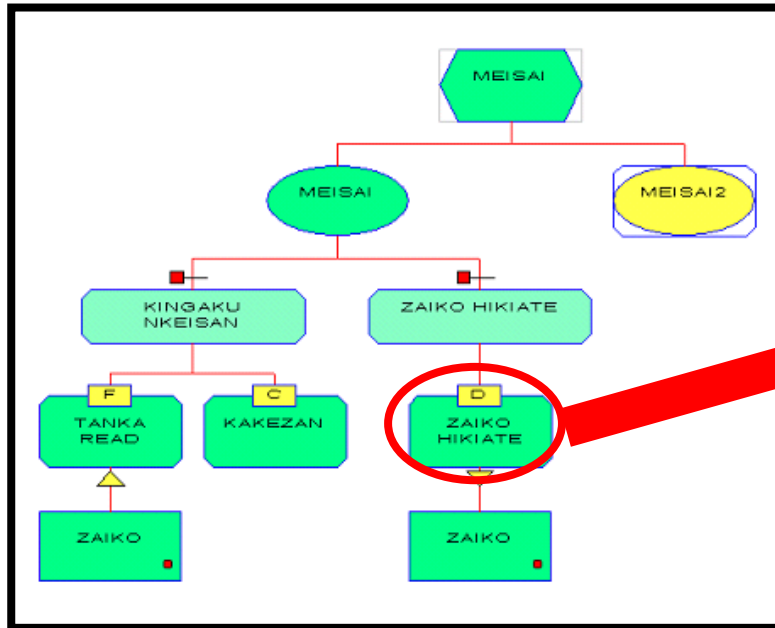 MEISAI
MEISAI
MEISAI2
KINGAKU
NKEISAN
ZAIKO HIKIATE
F
C
D
TANKA
READ
KAKEZAN
ZAIKO
HIKIATE
ZAIKO
ZAIKO